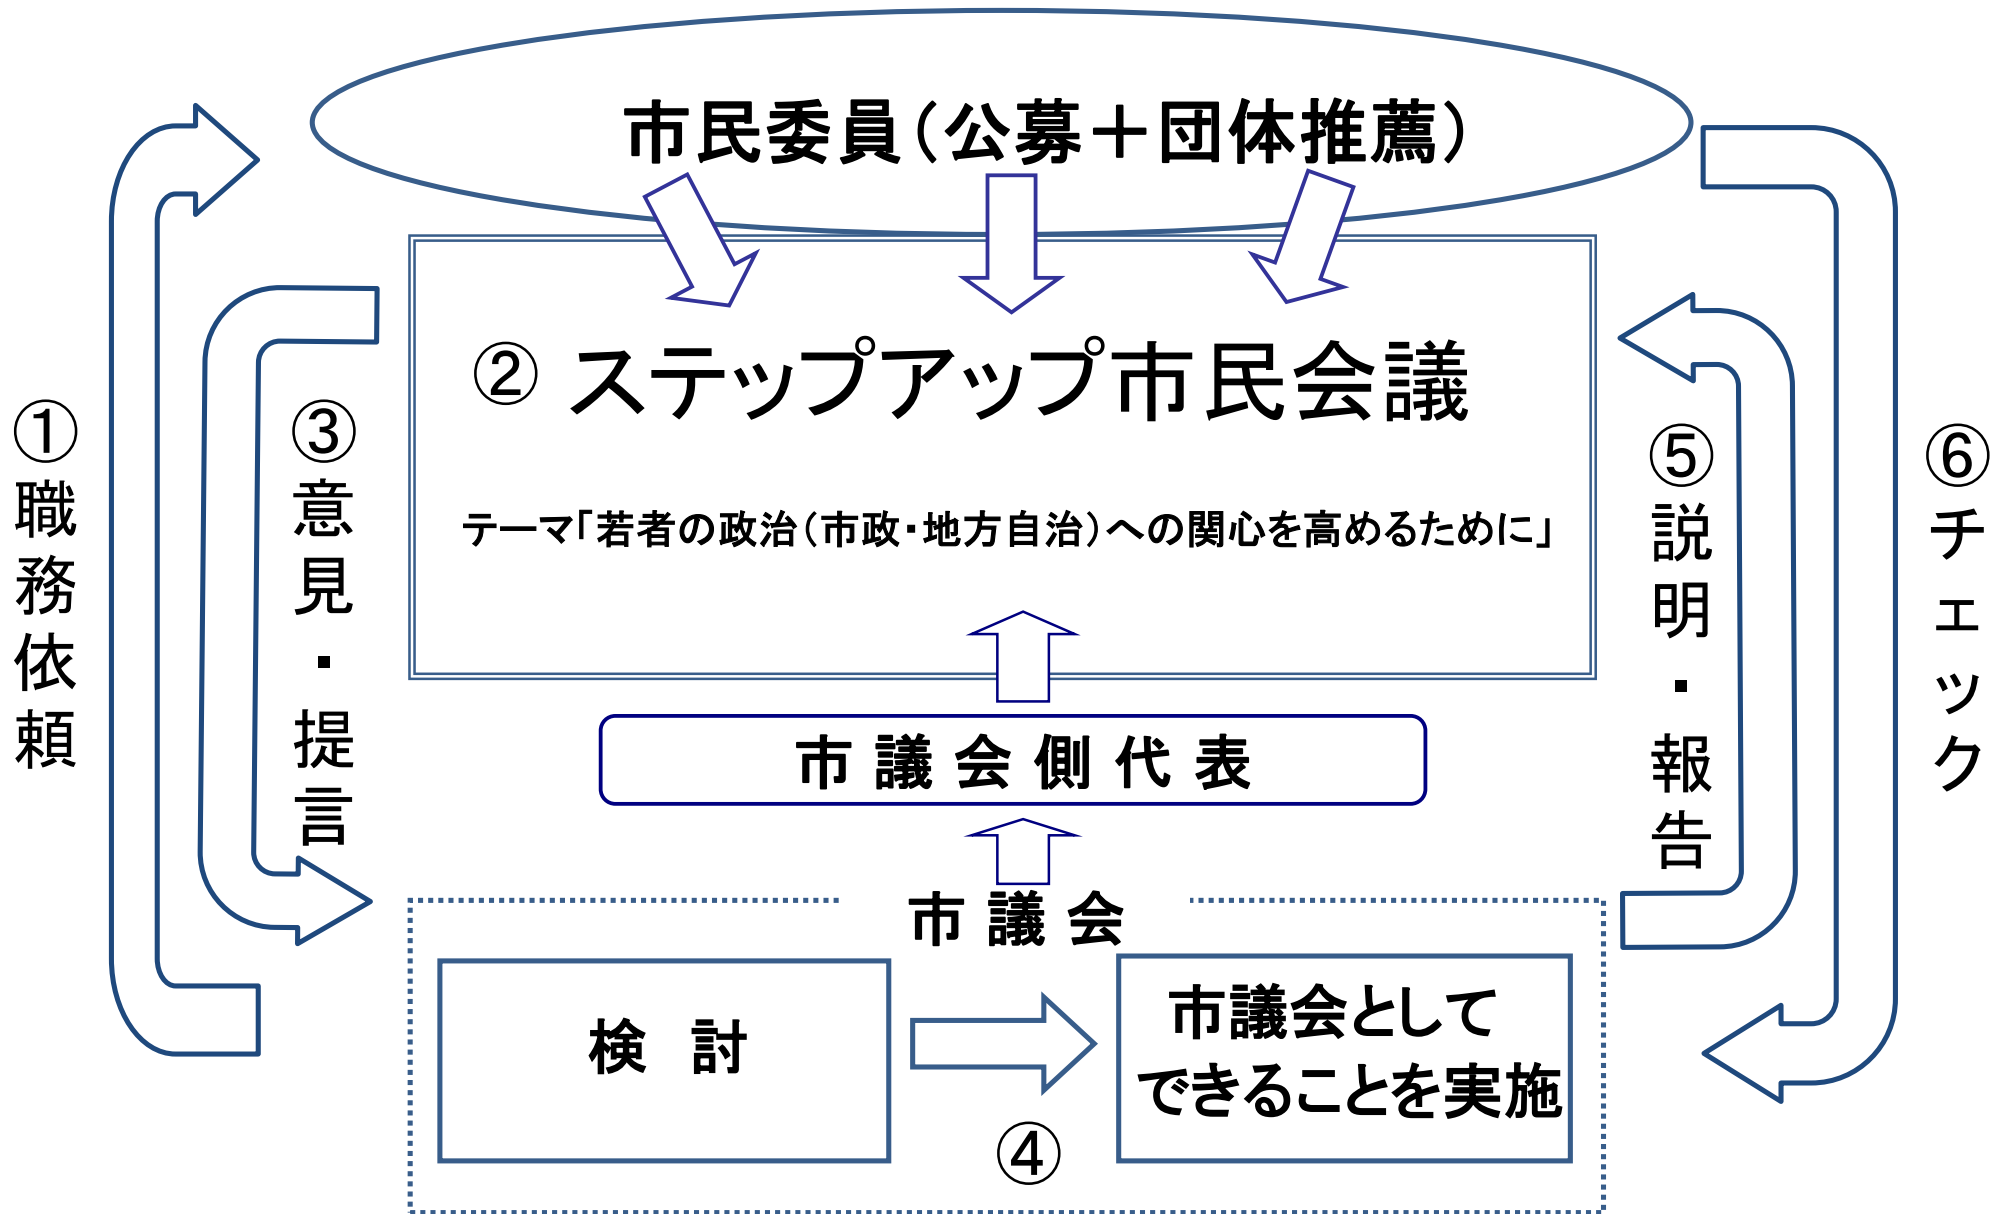 市民委員（公募＋団体推薦）
② ステップアップ市民会議
テーマ「若者の政治（市政・地方自治）への関心を高めるために」
①職務依頼
③意見・提言
⑤説明・報告
⑥チェック
市議会側代表
市議会
検 討
市議会として
できることを実施
④